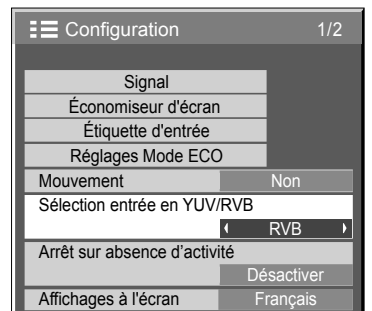 Configuration 1/2
Signal
Économiseur d'écran
Étiquette d'entrée
Réglages Mode ECO
Mouvement Non
Sélection entrée en YUV/RVB
RVB
Arrêt sur absence d’activité
Désactiver
Affichages à l'écran Français